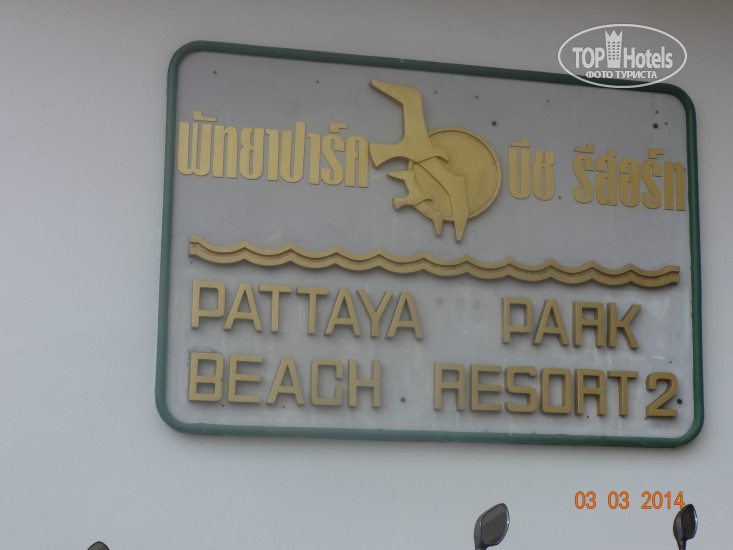 TOP Hotels
ФОТО ТУРИСТА
พัทยาปาร์ค บีช รีสอร์ท
PATTAYA PARK
BEACH RESORT 2
03 03 2014